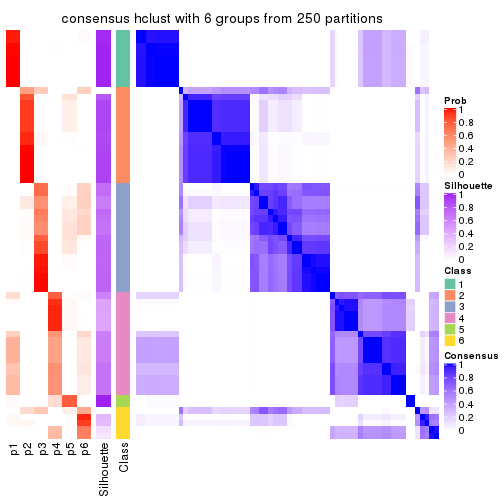 consensus hclust with 6 groups from 250 partitions
Prob
1
0.8
0.6
0.4
0.2
0
Silhouette
1
0.8
0.6
0.4
0.2
0
Class
1
2
3
4
5
6
Consensus
1
0.8
0.6
0.4
0.2
0
p1
p2
p3
p4
p5
p6
Silhouette
Class